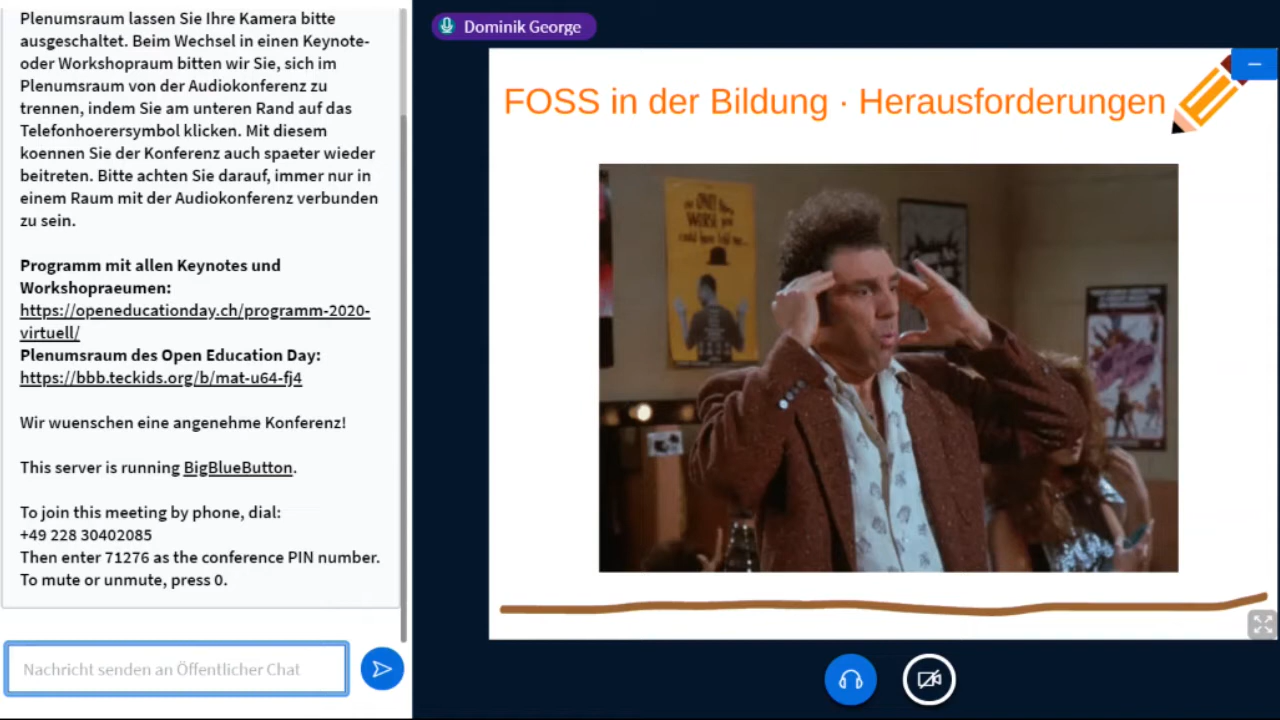 Plenumsraum lassen Sie Ihre Kamera bitte
ausgeschaltet. Beim Wechsel in einen Keynote-
oder Workshopraum bitten wir Sie, sich im
Plenumsraum von der Audiokonferenz zu
trennen, indem Sie am unteren Rand auf das
Telefonhoerersymbol klicken. Mit diesem
koennen Sie der Konferenz auch spaeter wieder
beitreten. Bitte achten Sie darauf, immer nur in
einem Raum mit der Audiokonferenz verbunden
zu sein.
Programm mit allen Keynotes und
Workshopraeumen:
https://openeducationday.ch/programm-2020-
virtuell/
Plenumsraum des Open Education Day:
https://bbb.teckids.org/b/mat-u64-fj4
Wir wuenschen eine angenehme Konferenz!
This server is running BigBlueButton.
To join this meeting by phone, dial:
+49 228 30402085
Then enter 71276 as the conference PIN number.
To mute or unmute, press 0.
Nachricht senden an Öffentlicher Chat
Dominik George
FOSS in der Bildung · Herausforderungen